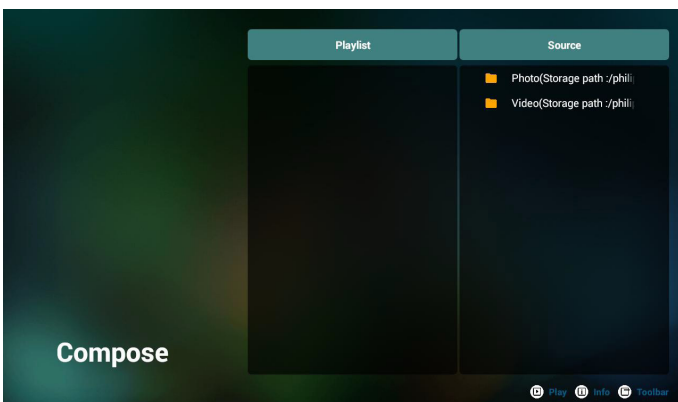 Playlist
Source
Photo(Storage path :/phili
Video(Storage path :/phili
Compose
Play Info Toolbar